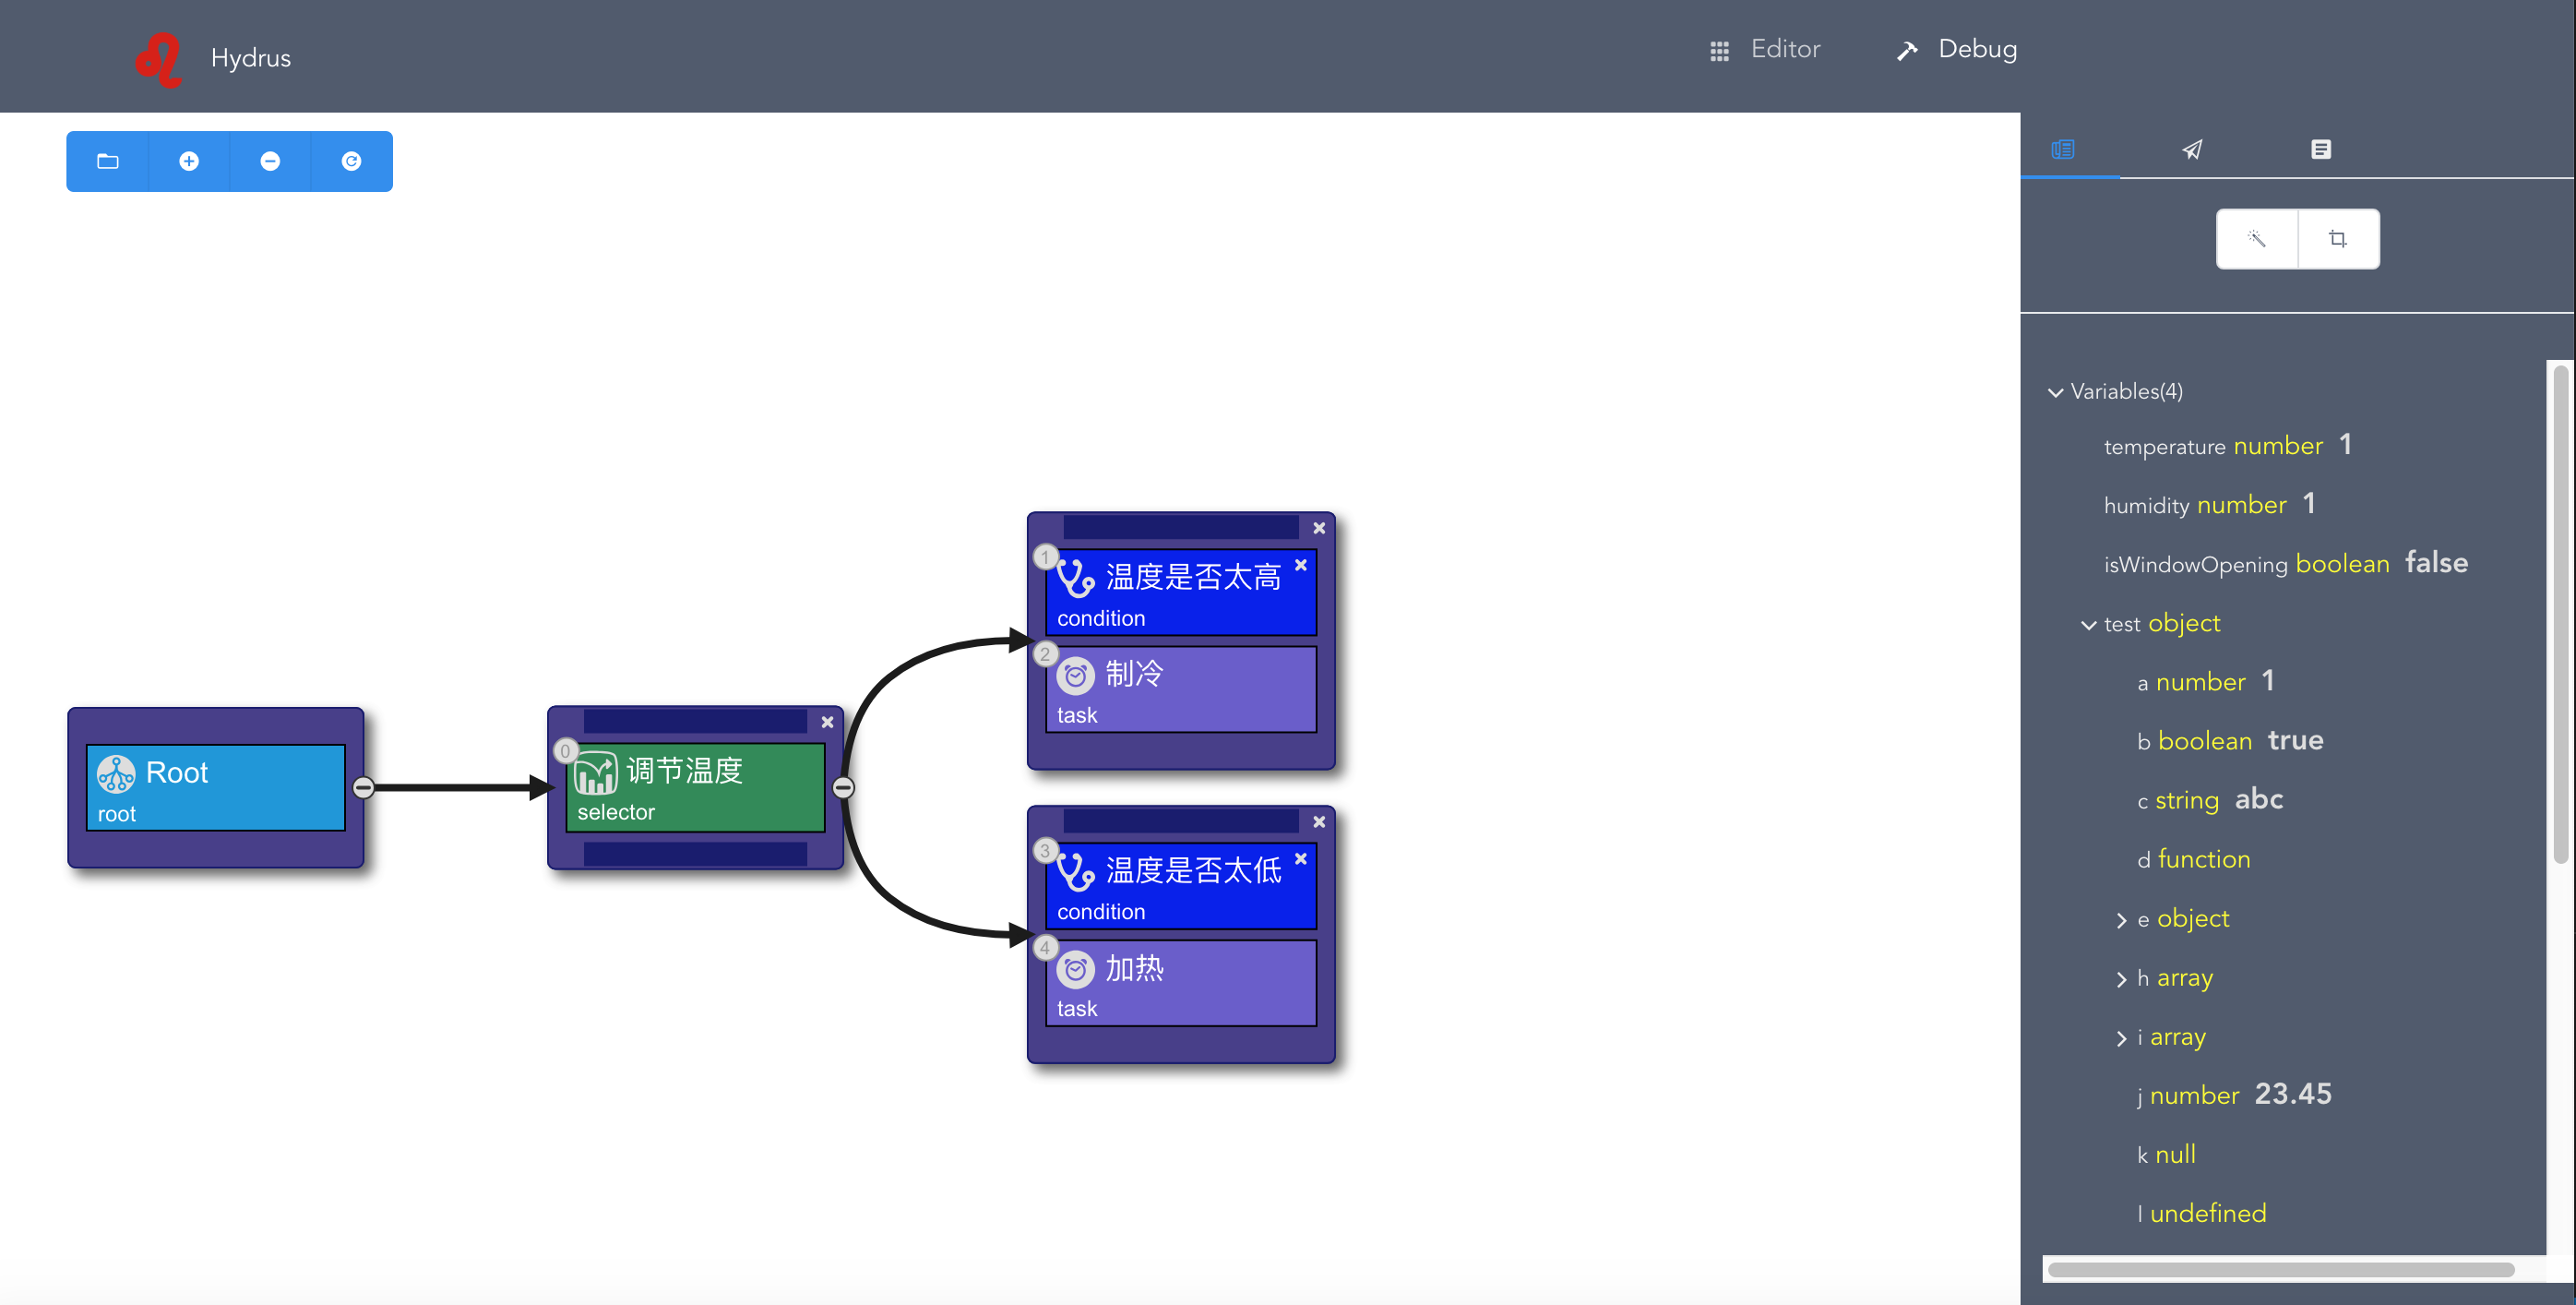 Hydrus
Editor
Debug
Root
root
0
调节温度
selector
1
温度是否太高
condition
2
制冷
task
3
温度是否太低
condition
4
加热
task
Variables(4)
temperature number 1
humidity number 1
isWindowOpening boolean false
test object
a number 1
b boolean true
c string abc
d function
e object
h array
i array
j number 23.45
k null
l undefined